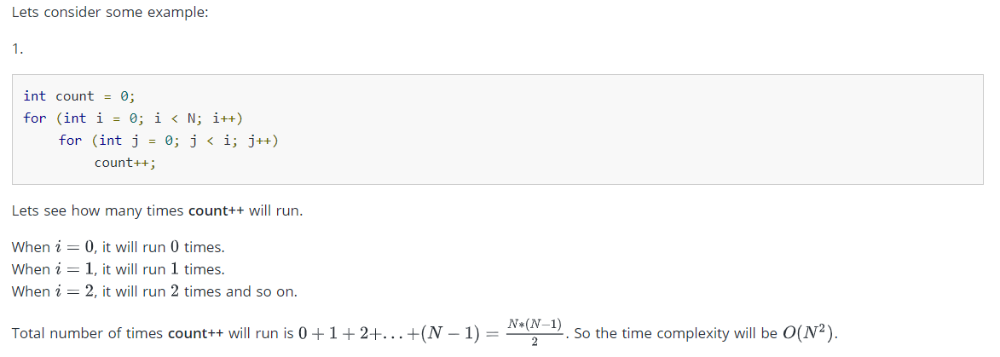 Lets consider some example:
1.
int count = 0;
for (int i = 0; i < N; i++)
for (int j = 0; j < i; j++)
count++;
Lets see how many times count++ will run.
When i = 0, it will run 0 times.
When i = 1, it will run 1 times.
When i = 2, it will run 2 times and so on.
Total number of times count++ will run is 0 + 1 + 2+. . . +(N − 1) = N∗(N−1)/2. So the time complexity will be O(N²).